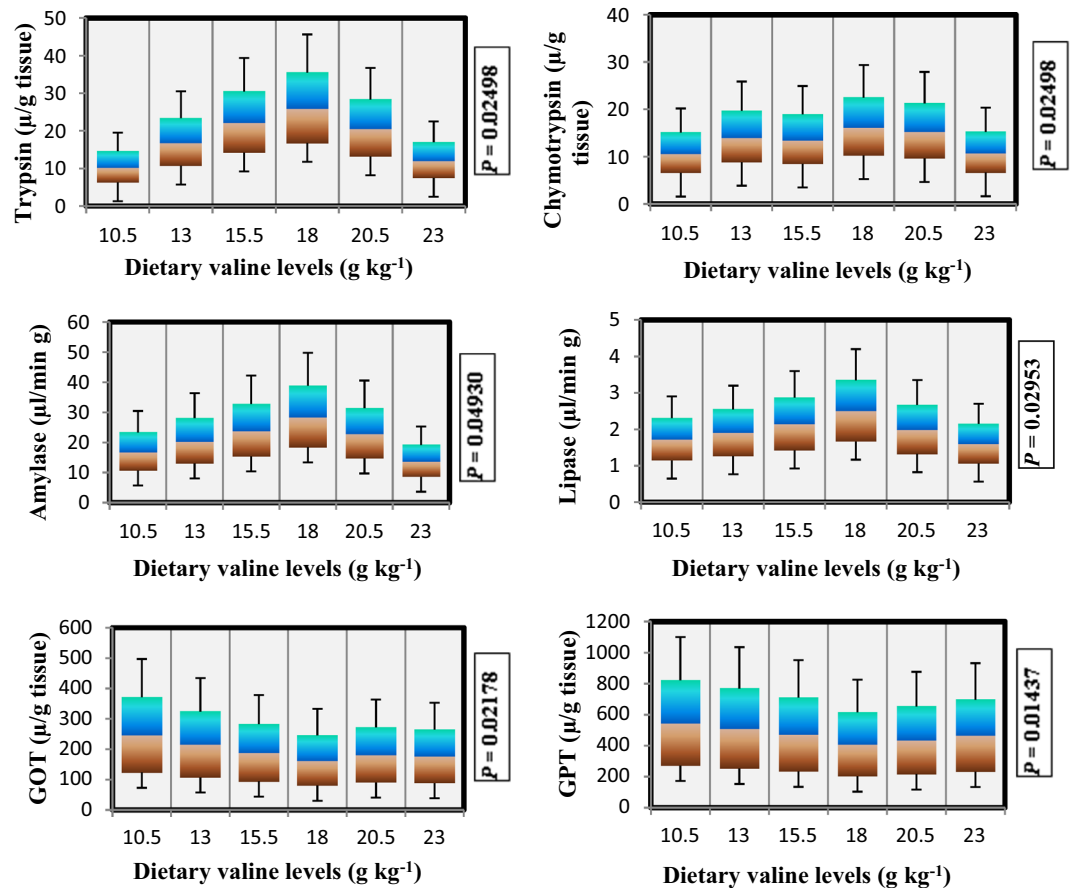 Trypsin (µ/g tissue)
50
40
30
20
10
0
10.5 13 15.5 18 20.5 23
Dietary valine levels (g kg⁻¹)
P = 0.02498
Chymotrypsin (µ/g
tissue)
40
30
20
10
0
10.5 13 15.5 18 20.5 23
Dietary valine levels (g kg⁻¹)
P = 0.02498
Amylase (µl/min g)
60
50
40
30
20
10
0
10.5 13 15.5 18 20.5 23
Dietary valine levels (g kg⁻¹)
P = 0.04930
Lipase (µl/min g)
5
4
3
2
1
0
10.5 13 15.5 18 20.5 23
Dietary valine levels (g kg⁻¹)
P = 0.02953
GOT (µ/g tissue)
600
500
400
300
200
100
0
10.5 13 15.5 18 20.5 23
Dietary valine levels (g kg⁻¹)
P = 0.02178
GPT (µ/g tissue)
1200
1000
800
600
400
200
0
10.5 13 15.5 18 20.5 23
Dietary valine levels (g kg⁻¹)
P = 0.01437